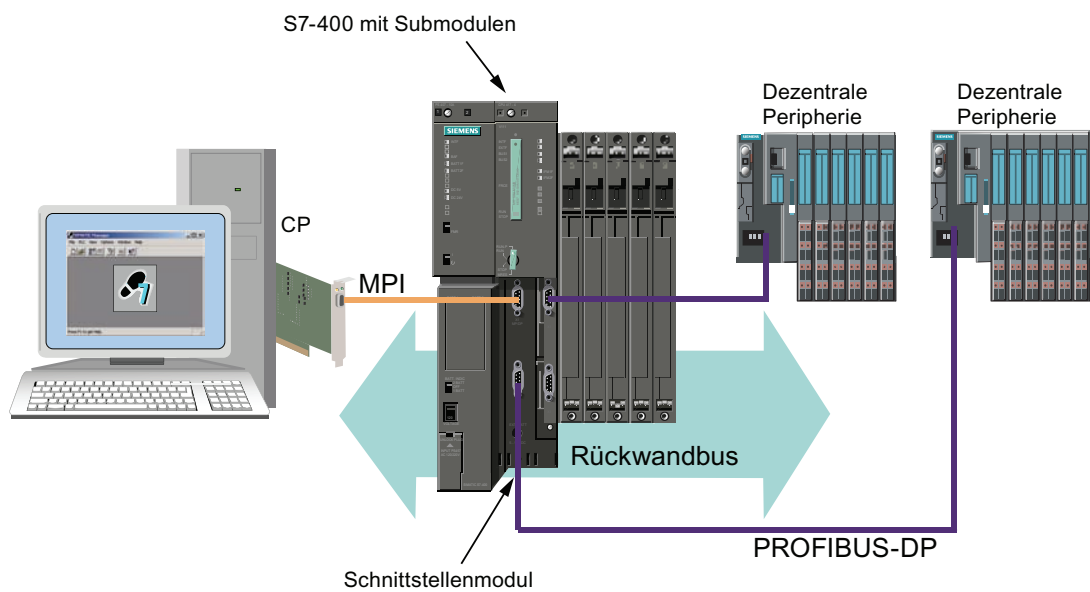 S7-400 mit Submodulen
Dezentrale
Peripherie
Dezentrale
Peripherie
SIEMENS
CP
MPI
Rückwandbus
PROFIBUS-DP
Schnittstellenmodul